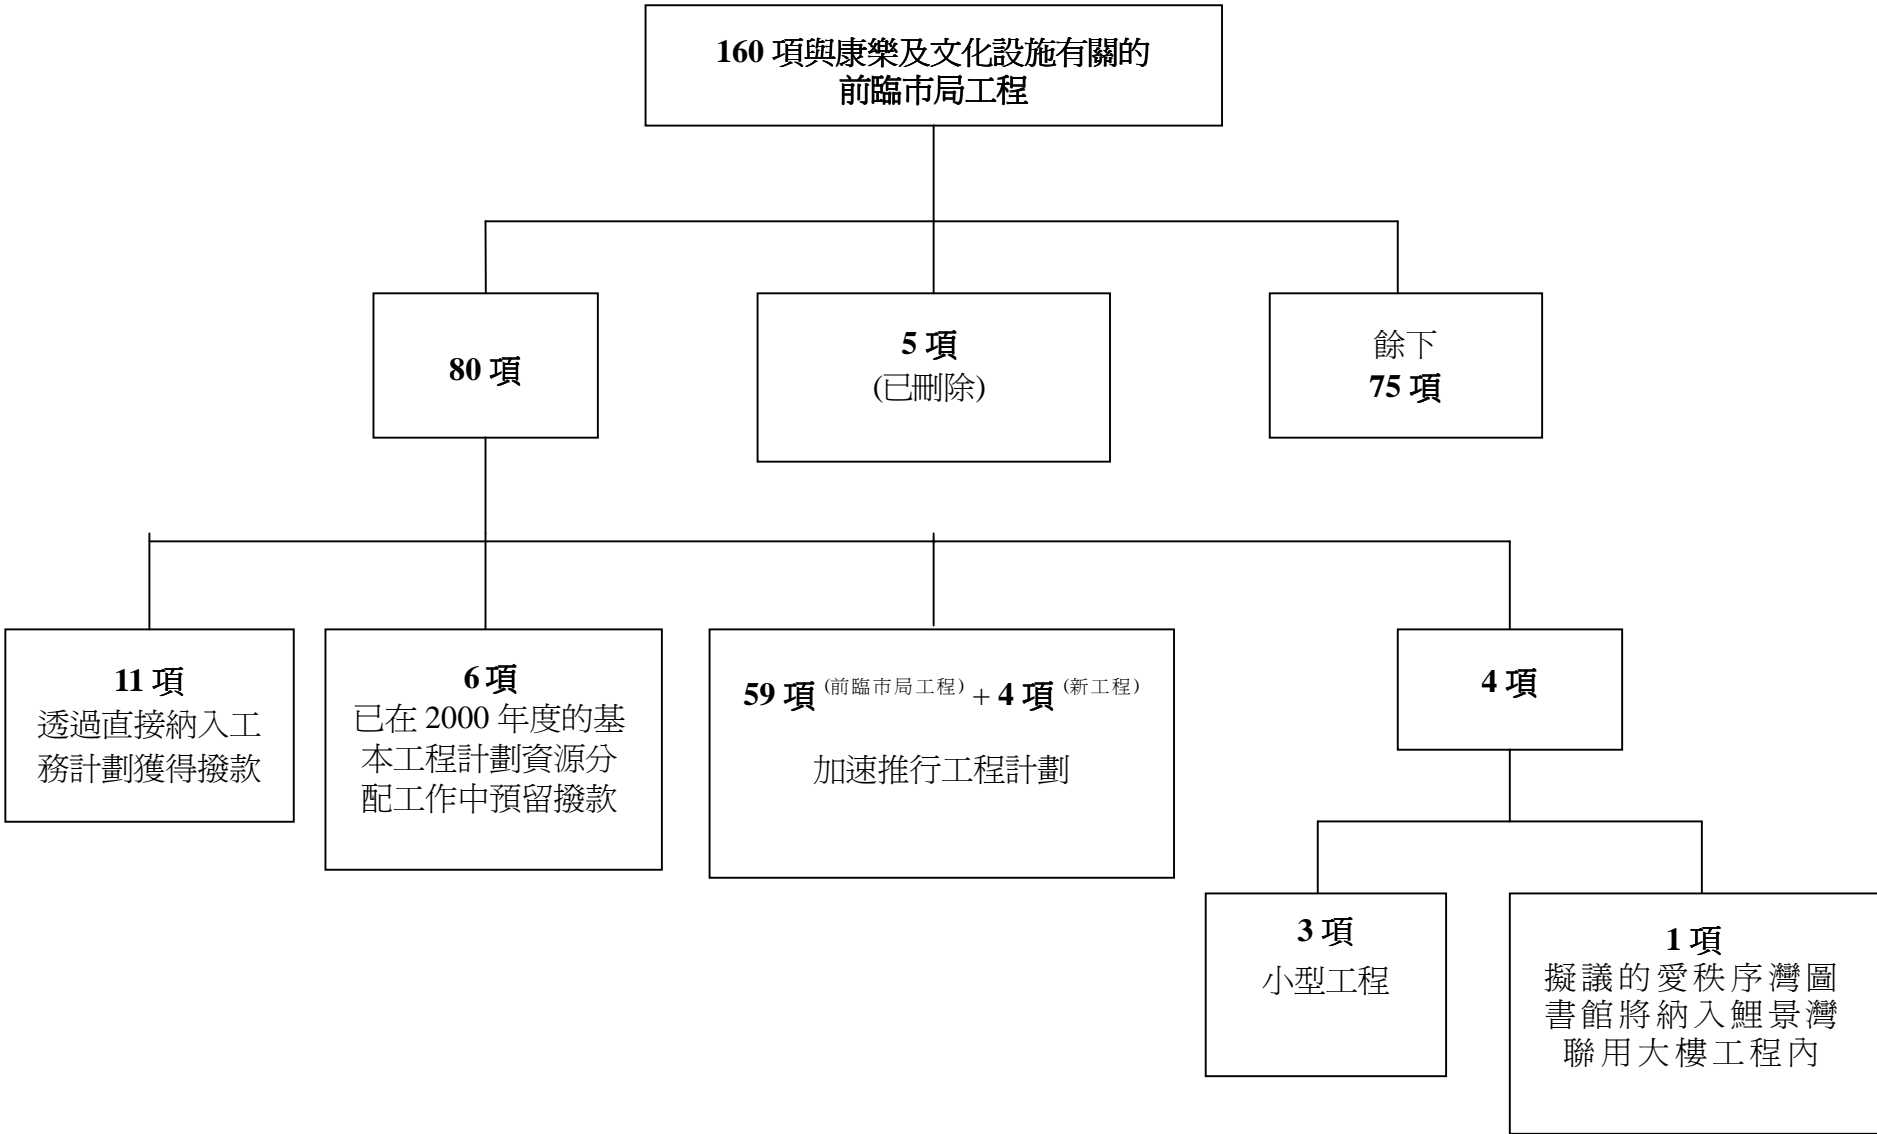 160 項與康樂及文化設施有關的
前臨市局工程
80 項
5 項
(已刪除)
餘下
75 項
11 項
透過直接納入工
務計劃獲得撥款
6 項
已在 2000 年度的基
本工程計劃資源分
配工作中預留撥款
59 項 (前臨市局工程) + 4 項 (新工程)
加速推行工程計劃
4 項
3 項
小型工程
1 項
擬議的愛秩序灣圖
書館將納入鯉景灣
聯用大樓工程內